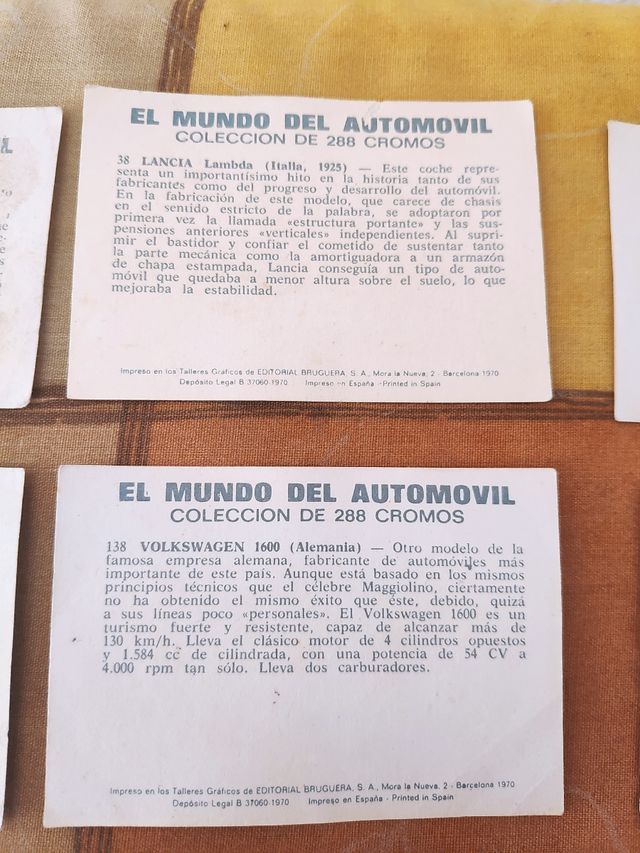 EL MUNDO DEL AUTOMOVIL
COLECCION DE 288 CROMOS
38 LANCIA Lambda (Italia, 1925) — Este coche repre-
senta un importantísimo hito en la historia tanto de sus
fabricantes como del progreso y desarrollo del automóvil.
En la fabricación de este modelo, que carece de chasis
en el sentido estricto de la palabra, se adoptaron por
primera vez la llamada «estructura portante» y las sus-
pensiones anteriores «verticales» independientes. Al supri-
mir el bastidor y confiar el cometido de sustentar tanto
la parte mecánica como la amortiguadora a un armazón
de chapa estampada, Lancia conseguía un tipo de auto-
móvil que quedaba a menor altura sobre el suelo, lo que
mejoraba la estabilidad.
Impreso en los Talleres Gráficos de EDITORIAL BRUGUERA, S. A., Mora la Nueva, 2 - Barcelona 1970
Depósito Legal B 37060-1970 Impreso en España - Printed in Spain
EL MUNDO DEL AUTOMOVIL
COLECCION DE 288 CROMOS
138 VOLKSWAGEN 1600 (Alemania) — Otro modelo de la
famosa empresa alemana, fabricante de automóviles más
importante de este país. Aunque está basado en los mismos
principios técnicos que el célebre Maggiolino, ciertamente
no ha obtenido el mismo éxito que éste, debido, quizá
a sus líneas poco «personales». El Volkswagen 1600 es un
turismo fuerte y resistente, capaz de alcanzar más de
130 km/h. Lleva el clásico motor de 4 cilindros opuestos
y 1.584 cc de cilindrada, con una potencia de 54 CV a
4.000 rpm tan sólo. Lleva dos carburadores.
Impreso en los Talleres Gráficos de EDITORIAL BRUGUERA, S. A., Mora la Nueva, 2 - Barcelona 1970
Depósito Legal B 37060-1970 Impreso en España - Printed in Spain